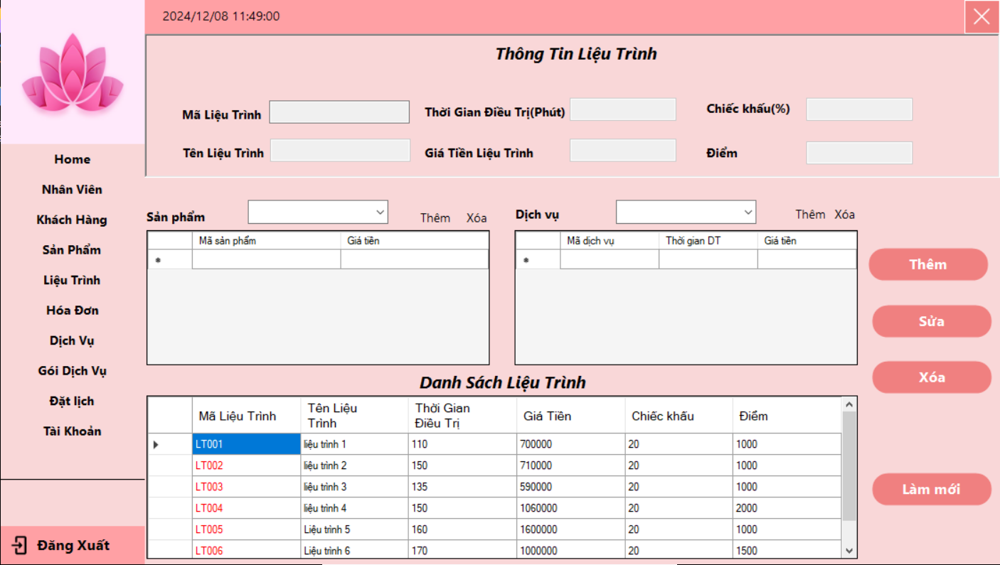 2024/12/08 11:49:00
Thông Tin Liệu Trình
Mã Liệu Trình
Thời Gian Điều Trị(Phút)
Chiếc khấu(%)
Tên Liệu Trình
Giá Tiền Liệu Trình
Điểm
Home
Nhân Viên
Khách Hàng
Sản Phẩm
Liệu Trình
Hóa Đơn
Dịch Vụ
Gói Dịch Vụ
Đặt lịch
Tài Khoản
Đăng Xuất
Sản phẩm Thêm Xóa
Mã sản phẩm Giá tiền
Dịch vụ Thêm Xóa
Mã dịch vụ Thời gian DT Giá tiền
Thêm
Sửa
Xóa
Làm mới
Danh Sách Liệu Trình
Mã Liệu Trình Tên Liệu Trình Thời Gian Điều Trị Giá Tiền Chiếc khấu Điểm
LT001 liệu trình 1 110 700000 20 1000
LT002 liệu trình 2 150 710000 20 1000
LT003 liệu trình 3 135 590000 20 1000
LT004 liệu trình 4 150 1060000 20 2000
LT005 Liệu trình 5 160 1600000 20 1000
LT006 Liệu trình 6 170 1000000 20 1500